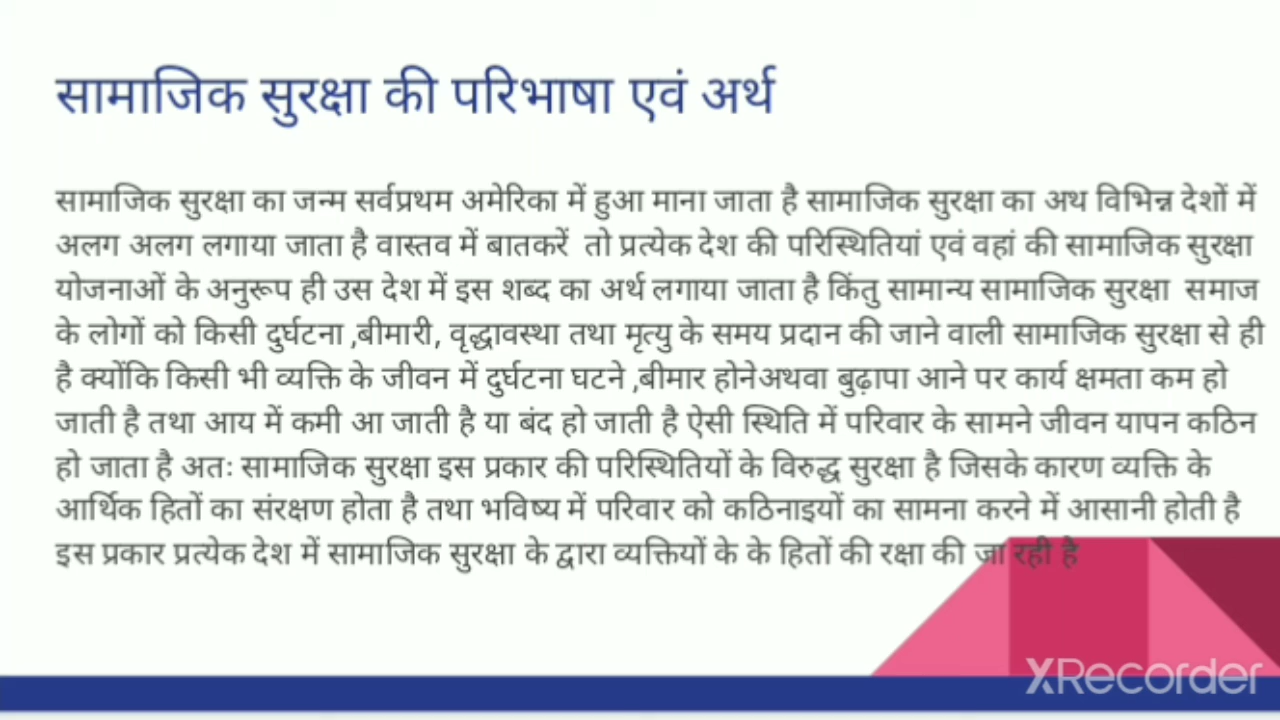 सामाजिक सुरक्षा की परिभाषा एवं अर्थ
सामाजिक सुरक्षा का जन्म सर्वप्रथम अमेरिका में हुआ माना जाता है सामाजिक सुरक्षा का अथ विभिन्न देशों में
अलग अलग लगाया जाता है वास्तव में बातकरें तो प्रत्येक देश की परिस्थितियां एवं वहां की सामाजिक सुरक्षा
योजनाओं के अनुरूप ही उस देश में इस शब्द का अर्थ लगाया जाता है किंतु सामान्य सामाजिक सुरक्षा समाज
के लोगों को किसी दुर्घटना ,बीमारी, वृद्धावस्था तथा मृत्यु के समय प्रदान की जाने वाली सामाजिक सुरक्षा से ही
है क्योंकि किसी भी व्यक्ति के जीवन में दुर्घटना घटने ,बीमार होनेअथवा बुढ़ापा आने पर कार्य क्षमता कम हो
जाती है तथा आय में कमी आ जाती है या बंद हो जाती है ऐसी स्थिति में परिवार के सामने जीवन यापन कठिन
हो जाता है अतः सामाजिक सुरक्षा इस प्रकार की परिस्थितियों के विरुद्ध सुरक्षा है जिसके कारण व्यक्ति के
आर्थिक हितों का संरक्षण होता है तथा भविष्य में परिवार को कठिनाइयों का सामना करने में आसानी होती है
इस प्रकार प्रत्येक देश में सामाजिक सुरक्षा के द्वारा व्यक्तियों के के हितों की रक्षा की जा रही है
XRecorder